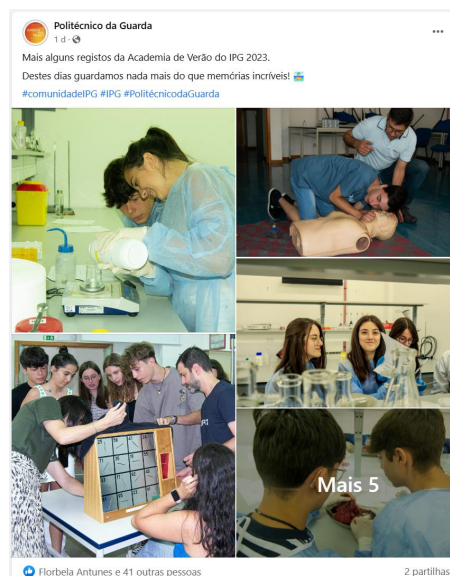 Politécnico da Guarda
1 d ·
Mais alguns registos da Academia de Verão do IPG 2023.
Destes dias guardamos nada mais do que memórias incríveis!
#comunidadeIPG #IPG #PolitécnicodaGuarda
Mais 5
Florbela Antunes e 41 outras pessoas
2 partilhas